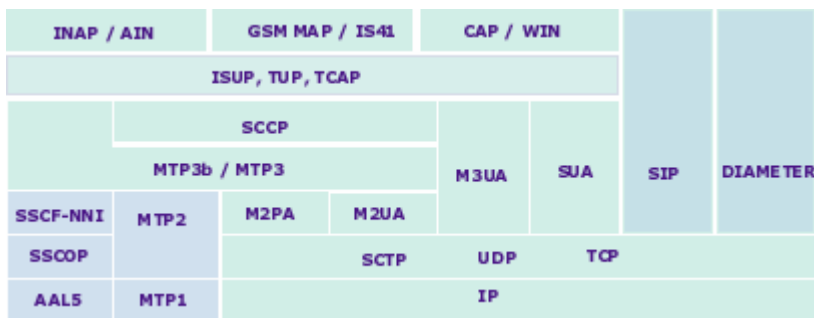 INAP / AIN
GSM MAP / IS41
CAP / WIN
ISUP, TUP, TCAP
SCCP
MTP3b / MTP3
M3UA
SUA
SIP
DIAMETER
SSCF-NNI
MTP2
M2PA
M2UA
SSCOP
SCTP
UDP
TCP
AAL5
MTP1
IP